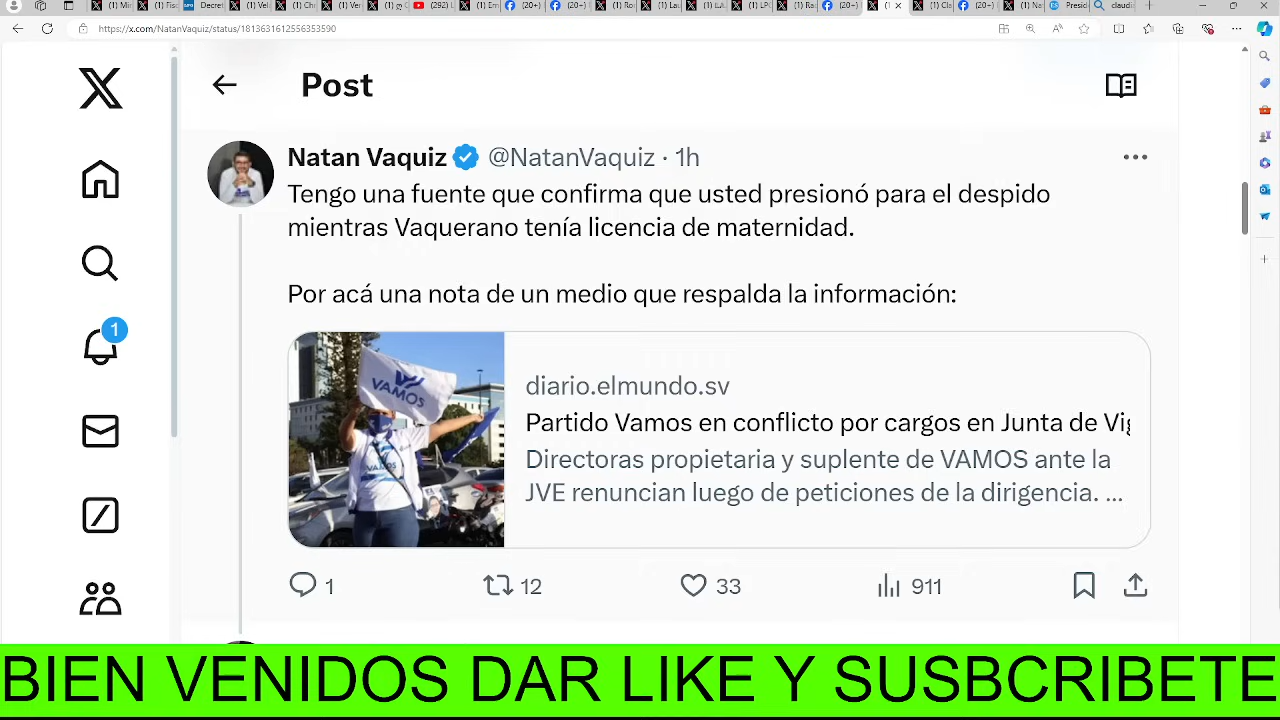 https://x.com/NatanVaquiz/status/1813631612556353590
Post
Natan Vaquiz @NatanVaquiz · 1h
Tengo una fuente que confirma que usted presionó para el despido
mientras Vaquerano tenía licencia de maternidad.
Por acá una nota de un medio que respalda la información:
VAMOS
VAMOS
diario.elmundo.sv
Partido Vamos en conflicto por cargos en Junta de Vig
Directoras propietaria y suplente de VAMOS ante la
JVE renuncian luego de peticiones de la dirigencia. ...
1 12 33 911
1
BIEN VENIDOS DAR LIKE Y SUSBCRIBETE